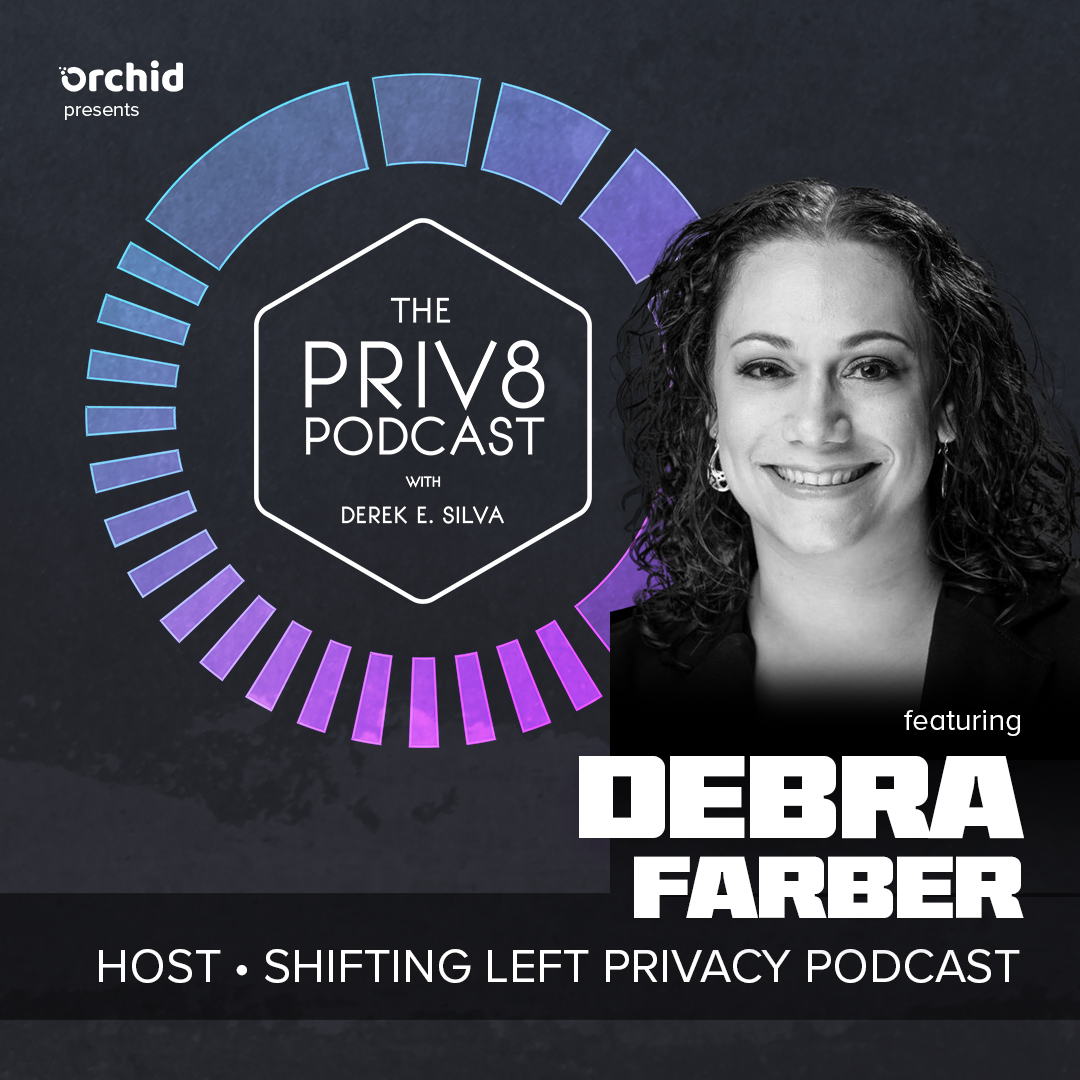 Orchid
presents
THE
PRIV8
PODCAST
WITH
DEREK E. SILVA
featuring
DEBRA
FARBER
HOST • SHIFTING LEFT PRIVACY PODCAST